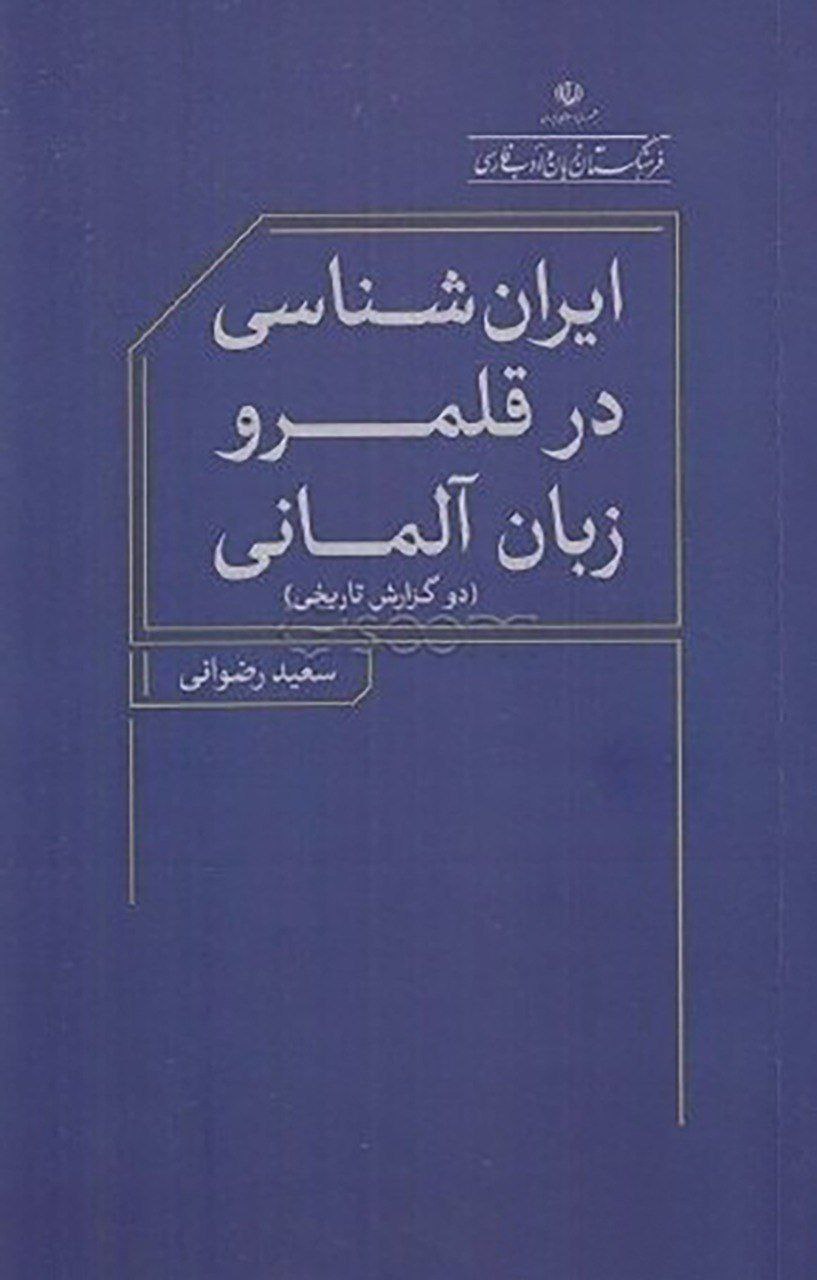 فرهنگستان زبان و ادب فارسی
ایران‌شناسی
در قلمرو
زبان آلمانی
(دو گزارش تاریخی)
سعید رضوانی